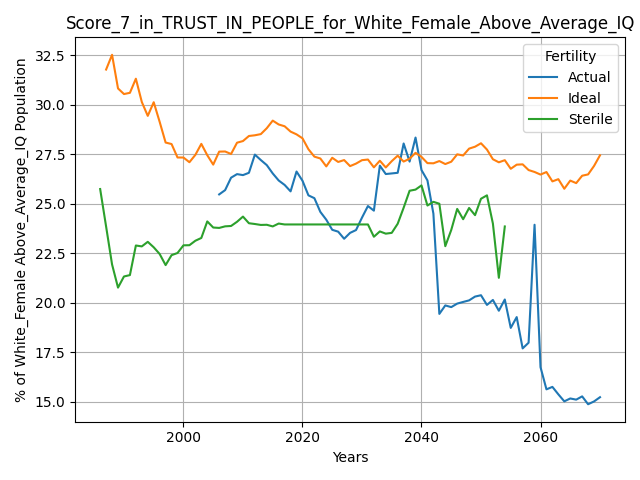 Score_7_in_TRUST_IN_PEOPLE_for_White_Female_Above_Average_IQ
% of White_Female Above_Average_IQ Population
32.5
30.0
27.5
25.0
22.5
20.0
17.5
15.0
Fertility
Actual
Ideal
Sterile
2000
2020
2040
2060
Years